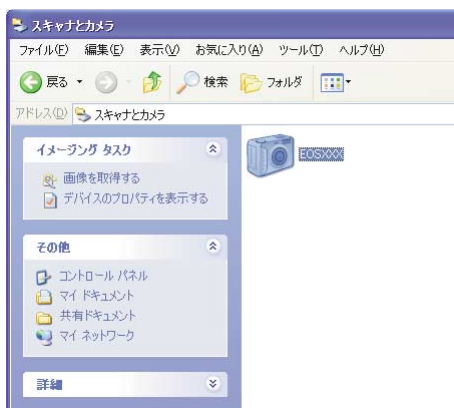 スキャナとカメラ
ファイル(F) 編集(E) 表示(V) お気に入り(A) ツール(T) ヘルプ(H)
戻る 検索 フォルダ
アドレス(D) スキャナとカメラ
イメージング タスク
画像を取得する
デバイスのプロパティを表示する
EOSXXX
その他
コントロール パネル
マイ ドキュメント
共有ドキュメント
マイ ネットワーク
詳細